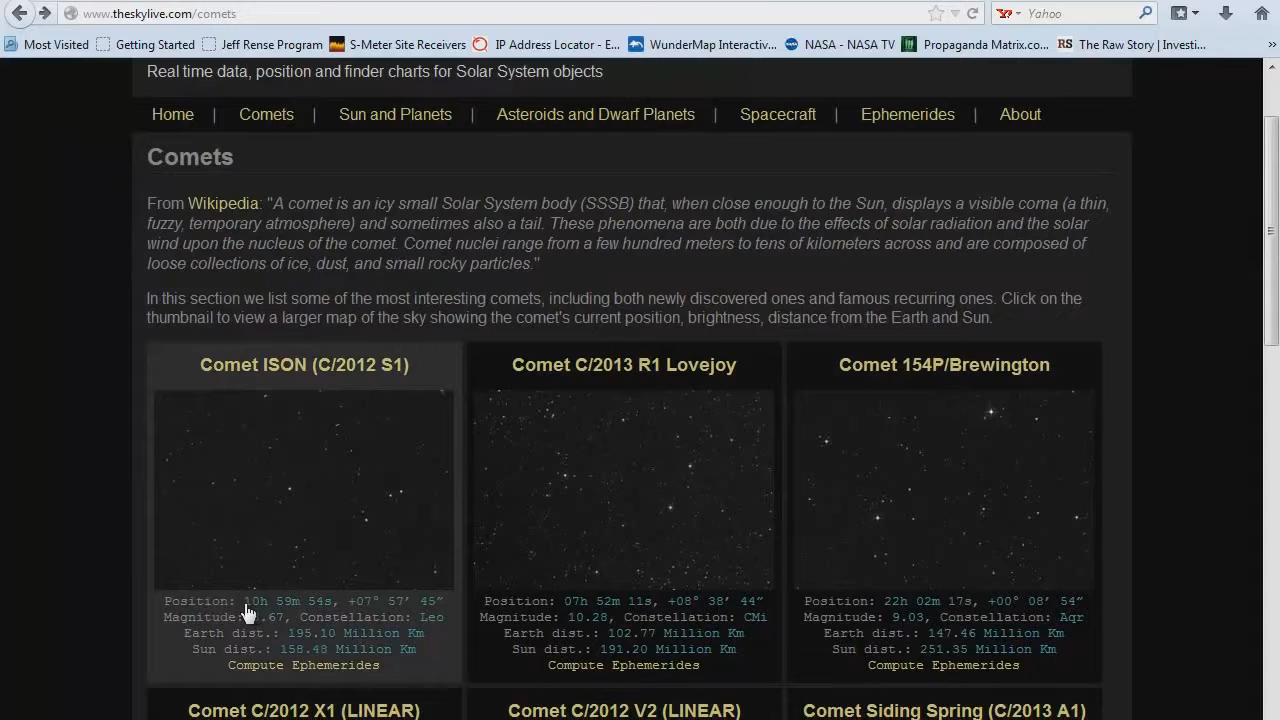 www.theskylive.com/comets
Yahoo
Most Visited Getting Started Jeff Rense Program S-Meter Site Receivers IP Address Locator - E... WunderMap Interactiv... NASA - NASA TV Propaganda Matrix.co... RS The Raw Story | Investi... »
Real time data, position and finder charts for Solar System objects
Home | Comets | Sun and Planets | Asteroids and Dwarf Planets | Spacecraft | Ephemerides | About
Comets
From Wikipedia: "A comet is an icy small Solar System body (SSSB) that, when close enough to the Sun, displays a visible coma (a thin,
fuzzy, temporary atmosphere) and sometimes also a tail. These phenomena are both due to the effects of solar radiation and the solar
wind upon the nucleus of the comet. Comet nuclei range from a few hundred meters to tens of kilometers across and are composed of
loose collections of ice, dust, and small rocky particles."
In this section we list some of the most interesting comets, including both newly discovered ones and famous recurring ones. Click on the
thumbnail to view a larger map of the sky showing the comet's current position, brightness, distance from the Earth and Sun.
Comet ISON (C/2012 S1)
Position: 10h 59m 54s, +07° 57' 45"
Magnitude: .67, Constellation: Leo
Earth dist.: 195.10 Million Km
Sun dist.: 158.48 Million Km
Compute Ephemerides
Comet C/2013 R1 Lovejoy
Position: 07h 52m 11s, +08° 38' 44"
Magnitude: 10.28, Constellation: CMi
Earth dist.: 102.77 Million Km
Sun dist.: 191.20 Million Km
Compute Ephemerides
Comet 154P/Brewington
Position: 22h 02m 17s, +00° 08' 54"
Magnitude: 9.03, Constellation: Aqr
Earth dist.: 147.46 Million Km
Sun dist.: 251.35 Million Km
Compute Ephemerides
Comet C/2012 X1 (LINEAR)
Comet C/2012 V2 (LINEAR)
Comet Siding Spring (C/2013 A1)